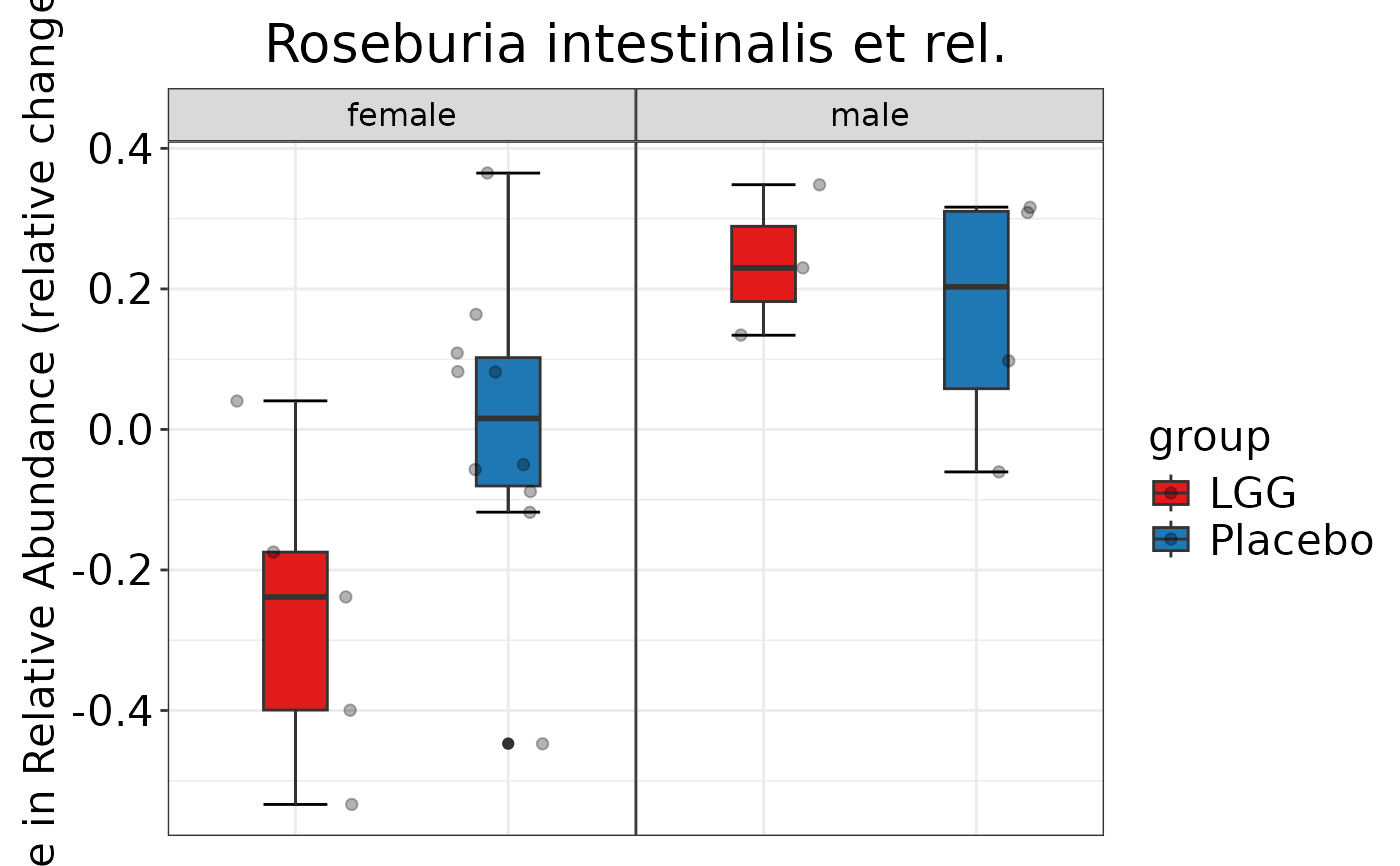 Roseburia intestinalis et rel.
female
male
in Relative Abundance (relative change
0.4
0.2
0.0
-0.2
-0.4
group
LGG
Placebo